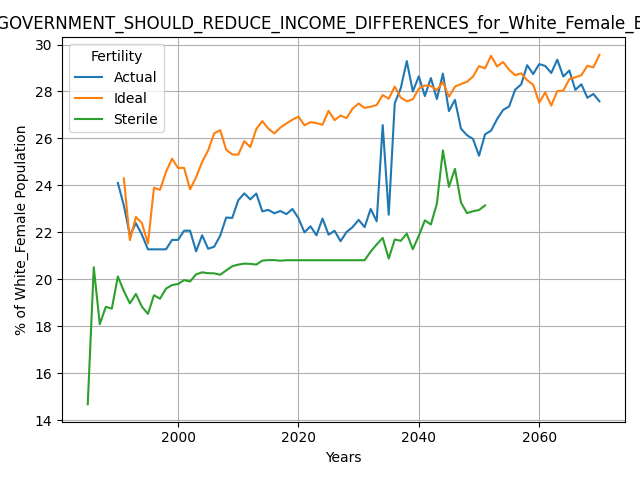 GOVERNMENT_SHOULD_REDUCE_INCOME_DIFFERENCES_for_White_Female_E
Fertility
Actual
Ideal
Sterile
% of White_Female Population
30
28
26
24
22
20
18
16
14
2000 2020 2040 2060
Years